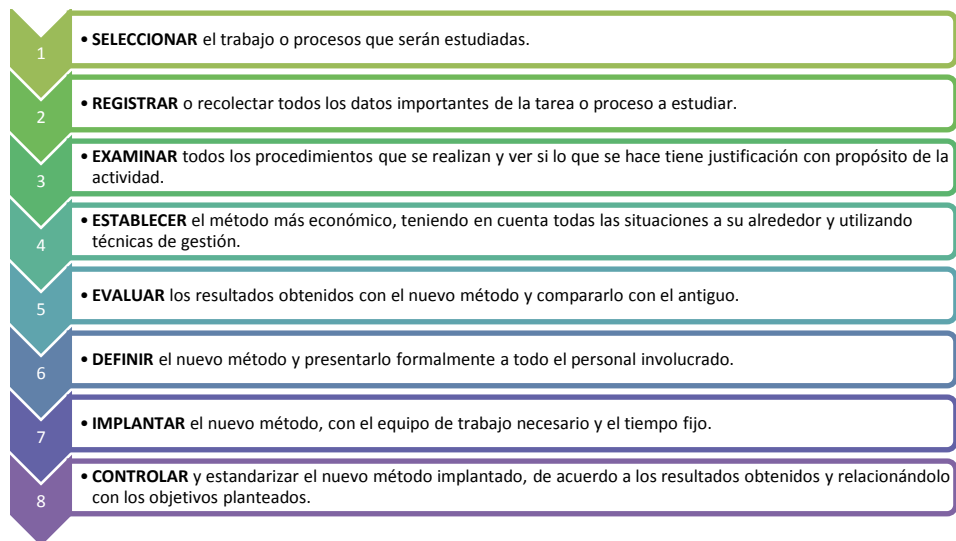 1
• SELECCIONAR el trabajo o procesos que serán estudiadas.
2
• REGISTRAR o recolectar todos los datos importantes de la tarea o proceso a estudiar.
3
• EXAMINAR todos los procedimientos que se realizan y ver si lo que se hace tiene justificación con propósito de la
actividad.
4
• ESTABLECER el método más económico, teniendo en cuenta todas las situaciones a su alrededor y utilizando
técnicas de gestión.
5
• EVALUAR los resultados obtenidos con el nuevo método y compararlo con el antiguo.
6
• DEFINIR el nuevo método y presentarlo formalmente a todo el personal involucrado.
7
• IMPLANTAR el nuevo método, con el equipo de trabajo necesario y el tiempo fijo.
8
• CONTROLAR y estandarizar el nuevo método implantado, de acuerdo a los resultados obtenidos y relacionándolo
con los objetivos planteados.